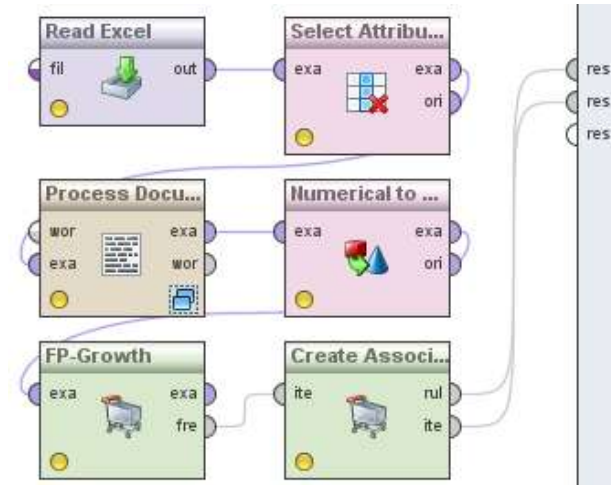 Read Excel
fil
out
Select Attribu...
exa
exa
ori
res
res
res
Process Docu...
wor
exa
exa
wor
Numerical to ...
exa
exa
ori
FP-Growth
exa
exa
fre
Create Associ...
ite
rul
ite